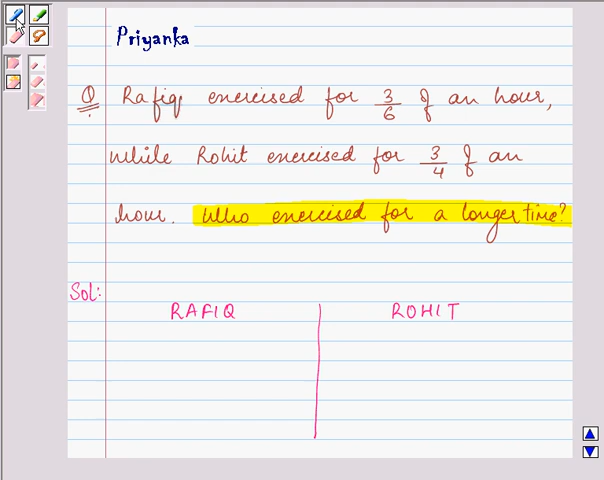 Priyanka
Q. Rafiq exercised for 3/6 of an hour,
while Rohit exercised for 3/4 of an
hour. Who exercised for a longer time?
Sol:
RAFIQ ROHIT